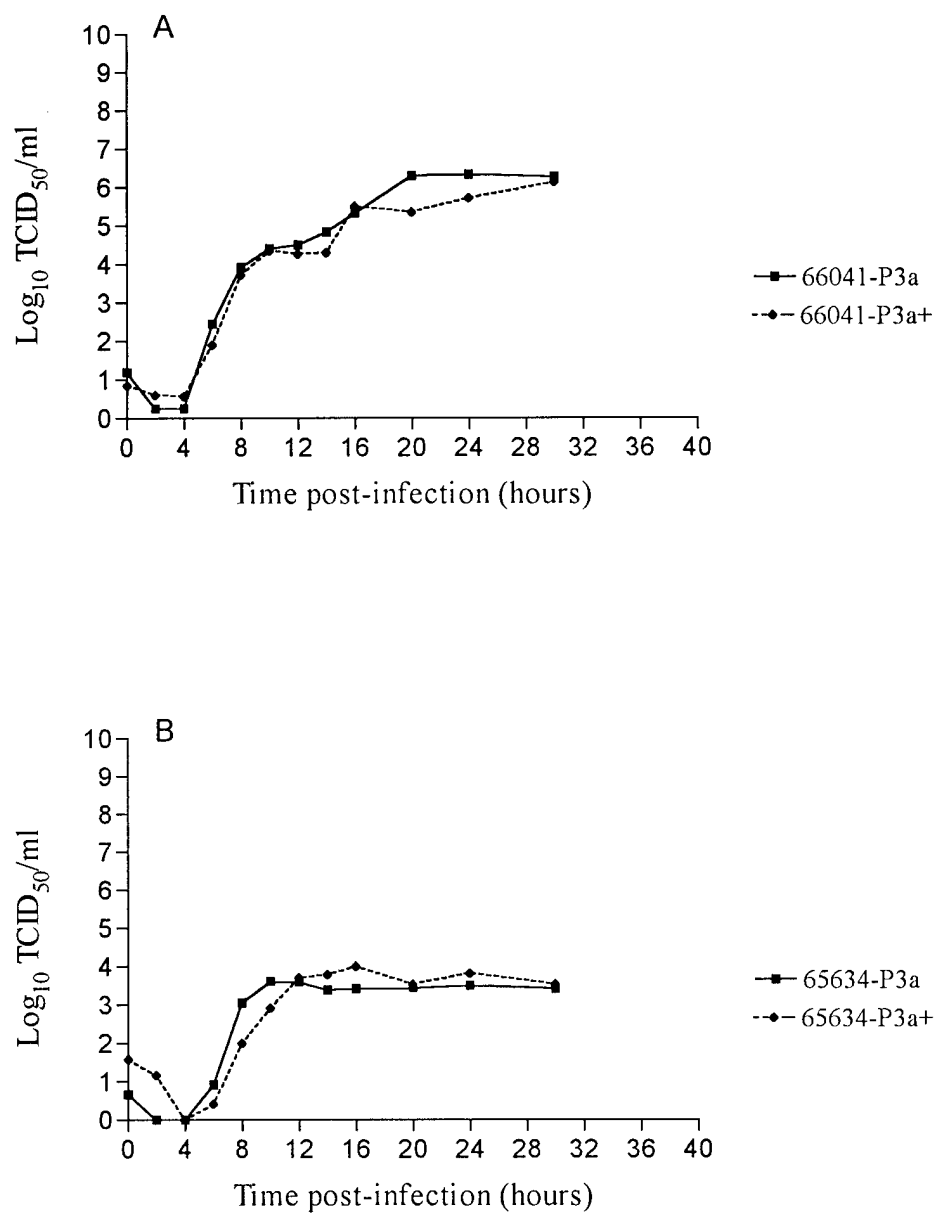 A
10
9
8
7
6
5
4
3
2
1
0
Log10 TCID50/ml
0 4 8 12 16 20 24 28 32 36 40
Time post-infection (hours)
66041-P3a
66041-P3a+
B
10
9
8
7
6
5
4
3
2
1
0
Log10 TCID50/ml
0 4 8 12 16 20 24 28 32 36 40
Time post-infection (hours)
65634-P3a
65634-P3a+